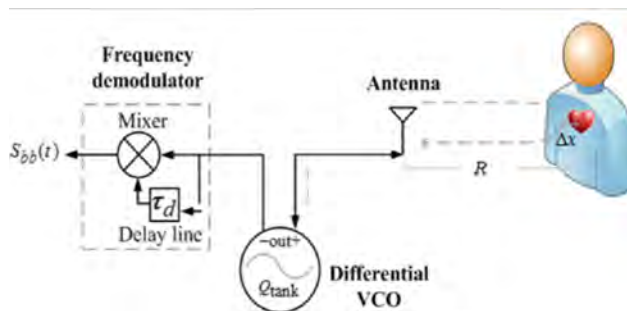 Frequency
demodulator
Mixer
S_bb(t)
τ_d
Delay line
Antenna
Δx
R
−out+
Q_tank
Differential
VCO